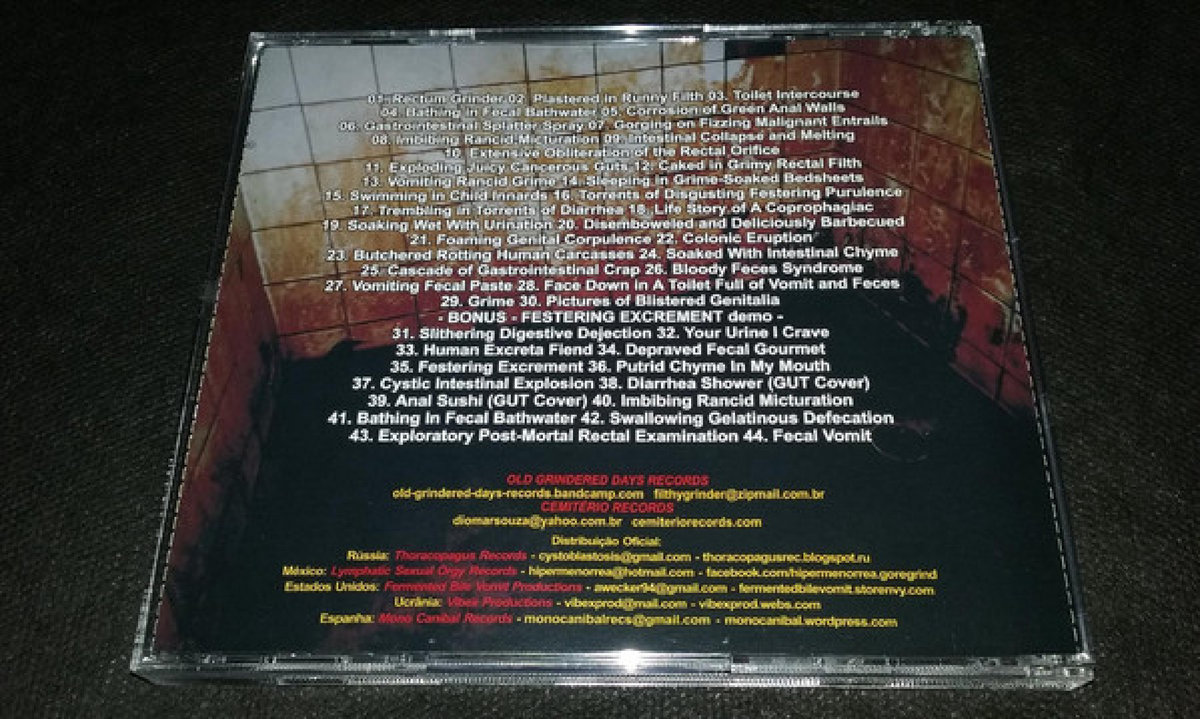 01. Rectum Grinder 02. Plastered in Runny Filth 03. Toilet Intercourse
04. Bathing in Fecal Bathwater 05. Corrosion of Green Anal Walls
06. Gastrointestinal Splatter Spray 07. Gorging on Fizzing Malignant Entrails
08. Imbibing Rancid Micturation 09. Intestinal Collapse and Melting
10. Extensive Obliteration of the Rectal Orifice
11. Exploding Juicy Cancerous Guts 12. Caked in Grimy Rectal Filth
13. Vomiting Rancid Grime 14. Sleeping in Grime-Soaked Bedsheets
15. Swimming in Child Innards 16. Torrents of Disgusting Festering Purulence
17. Trembling in Torrents of Diarrhea 18. Life Story of A Coprophagiac
19. Soaking Wet With Urination 20. Disemboweled and Deliciously Barbecued
21. Foaming Genital Corpulence 22. Colonic Eruption
23. Butchered Rotting Human Carcasses 24. Soaked With Intestinal Chyme
25. Cascade of Gastrointestinal Crap 26. Bloody Feces Syndrome
27. Vomiting Fecal Paste 28. Face Down in A Toilet Full of Vomit and Feces
29. Grime 30. Pictures of Blistered Genitalia
- BONUS - FESTERING EXCREMENT demo -
31. Slithering Digestive Dejection 32. Your Urine I Crave
33. Human Excreta Fiend 34. Depraved Fecal Gourmet
35. Festering Excrement 36. Putrid Chyme In My Mouth
37. Cystic Intestinal Explosion 38. Diarrhea Shower (GUT Cover)
39. Anal Sushi (GUT Cover) 40. Imbibing Rancid Micturation
41. Bathing In Fecal Bathwater 42. Swallowing Gelatinous Defecation
43. Exploratory Post-Mortal Rectal Examination 44. Fecal Vomit
OLD GRINDERED DAYS RECORDS
old-grindered-days-records.bandcamp.com filthygrinder@zipmail.com.br
CEMITÉRIO RECORDS
diomarsouza@yahoo.com.br cemiteriorecords.com
Distribuição Oficial:
Rússia: Thoracopagus Records - cystoblastosis@gmail.com - thoracopagusrec.blogspot.ru
México: Lymphatic Sexual Orgy Records - hipermenorrea@hotmail.com - facebook.com/hipermenorrea.goregrind
Estados Unidos: Fermented Bile Vomit Productions - awecker94@gmail.com - fermentedbilevomit.storenvy.com
Ucrânia: Vibex Productions - vibexprod@mail.com - vibexprod.webs.com
Espanha: Mono Canibal Records - monocanibalrecs@gmail.com - monocanibal.wordpress.com